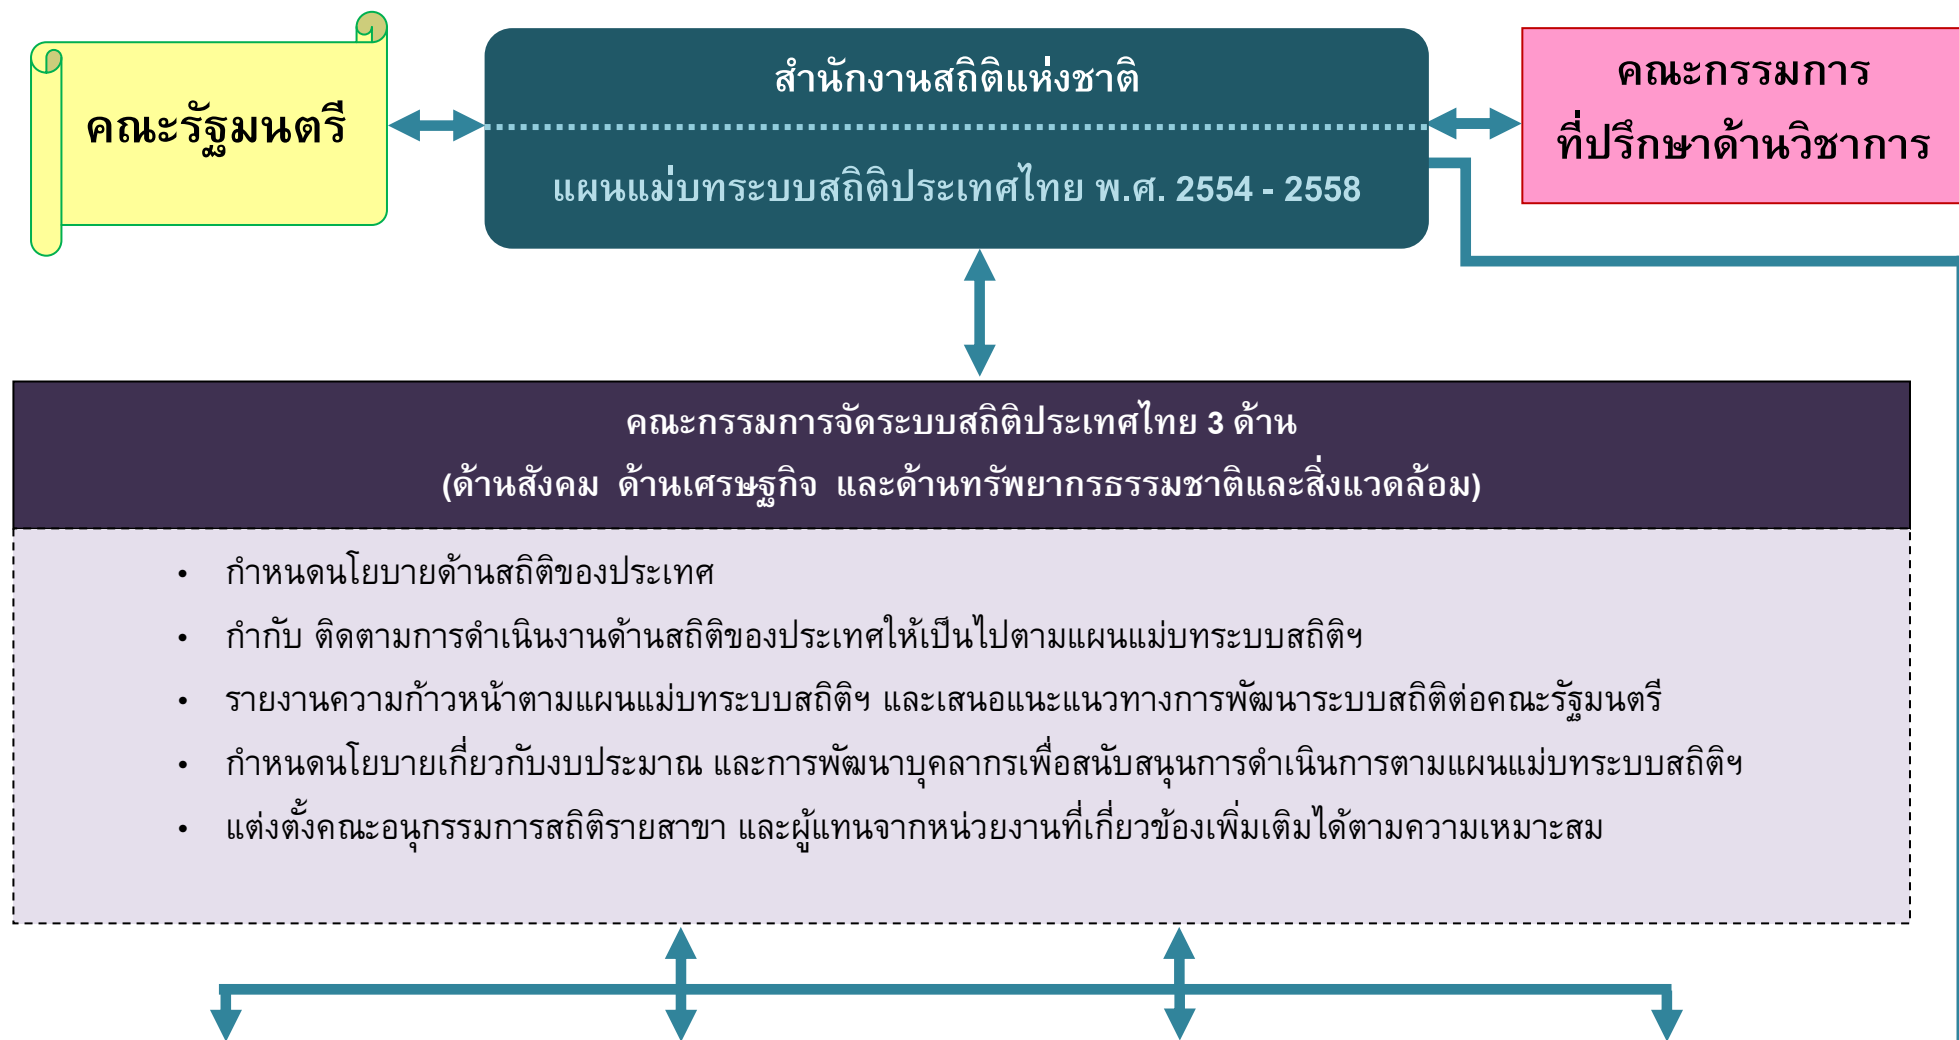 คณะรัฐมนตรี
สำนักงานสถิติแห่งชาติ
แผนแม่บทระบบสถิติประเทศไทย พ.ศ. 2554 - 2558
คณะกรรมการ
ที่ปรึกษาด้านวิชาการ
คณะกรรมการจัดระบบสถิติประเทศไทย 3 ด้าน
(ด้านสังคม ด้านเศรษฐกิจ และด้านทรัพยากรธรรมชาติและสิ่งแวดล้อม)
• กำหนดนโยบายด้านสถิติของประเทศ
• กำกับ ติดตามการดำเนินงานด้านสถิติของประเทศให้เป็นไปตามแผนแม่บทระบบสถิติฯ
• รายงานความก้าวหน้าตามแผนแม่บทระบบสถิติฯ และเสนอแนะแนวทางการพัฒนาระบบสถิติต่อคณะรัฐมนตรี
• กำหนดนโยบายเกี่ยวกับงบประมาณ และการพัฒนาบุคลากรเพื่อสนับสนุนการดำเนินการตามแผนแม่บทระบบสถิติฯ
• แต่งตั้งคณะอนุกรรมการสถิติรายสาขา และผู้แทนจากหน่วยงานที่เกี่ยวข้องเพิ่มเติมได้ตามความเหมาะสม